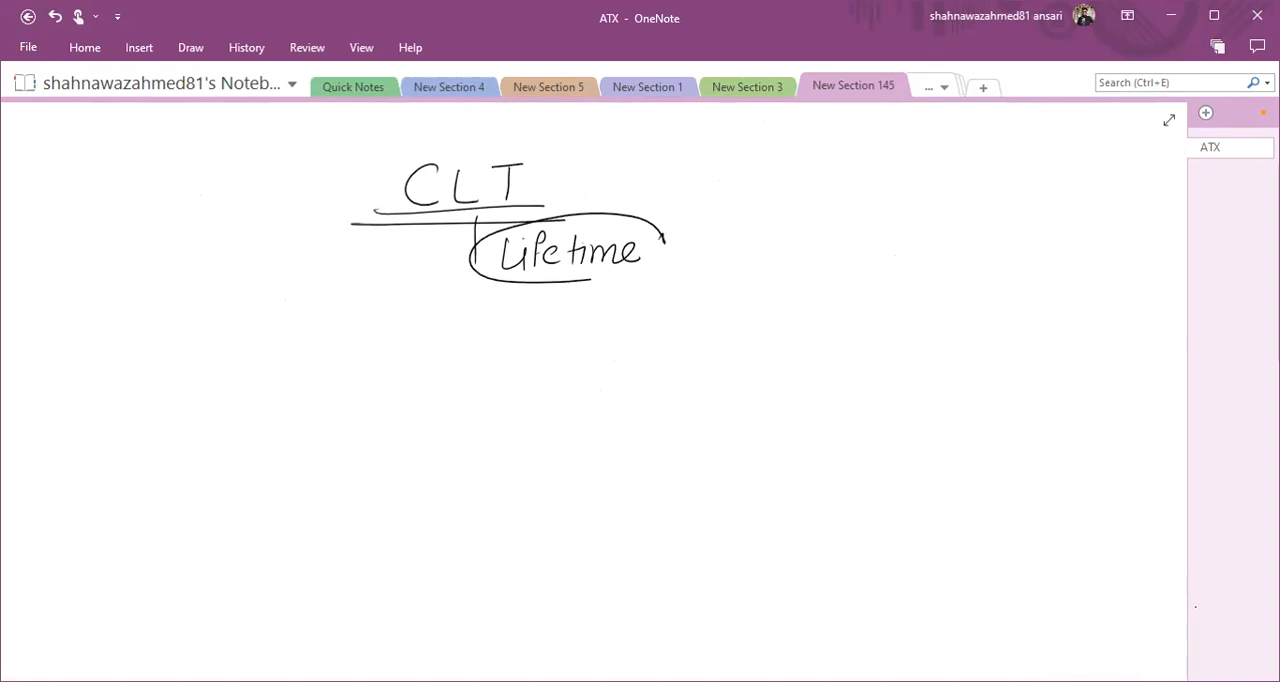 ATX - OneNote
shahnawazahmed81 ansari
File Home Insert Draw History Review View Help
shahnawazahmed81's Noteb... Quick Notes New Section 4 New Section 5 New Section 1 New Section 3 New Section 145 ... Search (Ctrl+E)
ATX
CLT
Lifetime